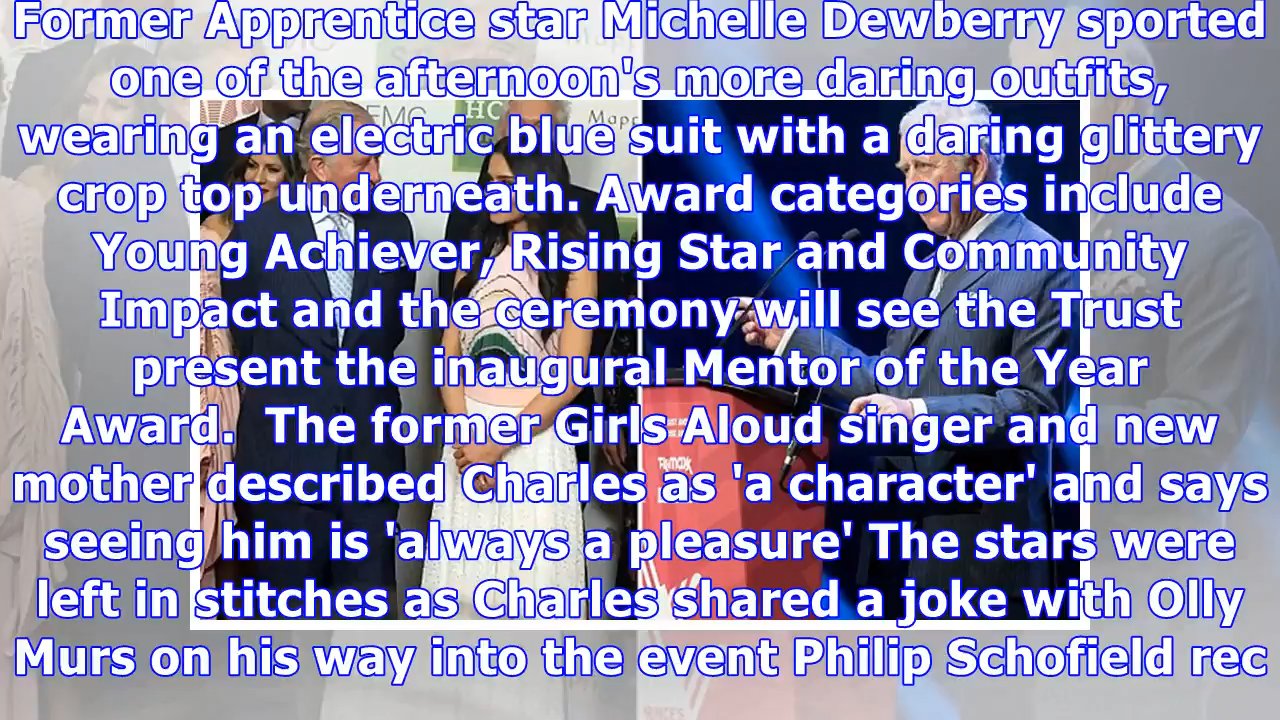 Former Apprentice star Michelle Dewberry sported
one of the afternoon's more daring outfits,
wearing an electric blue suit with a daring glittery
crop top underneath. Award categories include
Young Achiever, Rising Star and Community
Impact and the ceremony will see the Trust
present the inaugural Mentor of the Year
Award.  The former Girls Aloud singer and new
mother described Charles as 'a character' and says
seeing him is 'always a pleasure' The stars were
left in stitches as Charles shared a joke with Olly
Murs on his way into the event Philip Schofield rec